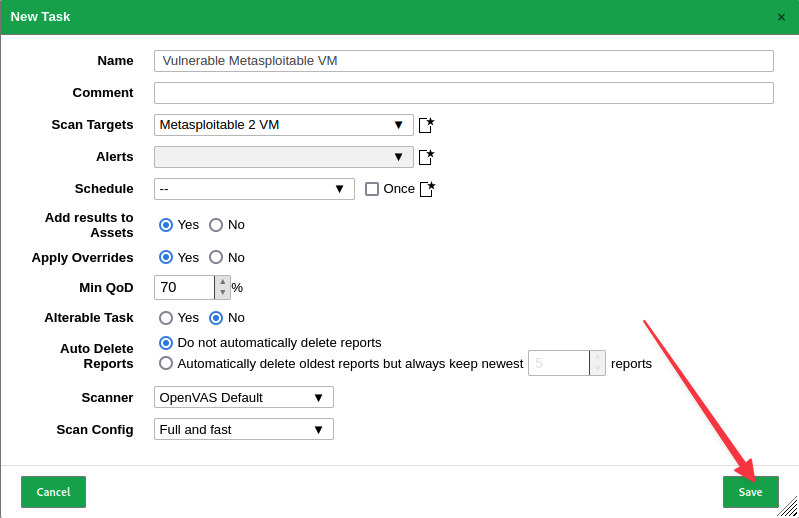 New Task ×
Name Vulnerable Metasploitable VM
Comment
Scan Targets Metasploitable 2 VM ▼
Alerts ▼
Schedule -- ▼ Once
Add results to
Assets Yes No
Apply Overrides Yes No
Min QoD 70 %
Alterable Task Yes No
Auto Delete
Reports Do not automatically delete reports
Automatically delete oldest reports but always keep newest 5 reports
Scanner OpenVAS Default ▼
Scan Config Full and fast ▼
Cancel Save